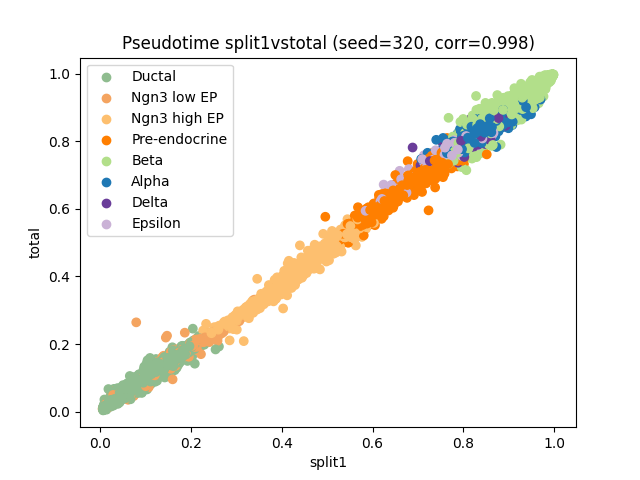 Pseudotime split1vstotal (seed=320, corr=0.998)
Ductal
Ngn3 low EP
Ngn3 high EP
Pre-endocrine
Beta
Alpha
Delta
Epsilon
1.0
0.8
0.6
0.4
0.2
0.0
total
0.0 0.2 0.4 0.6 0.8 1.0
split1